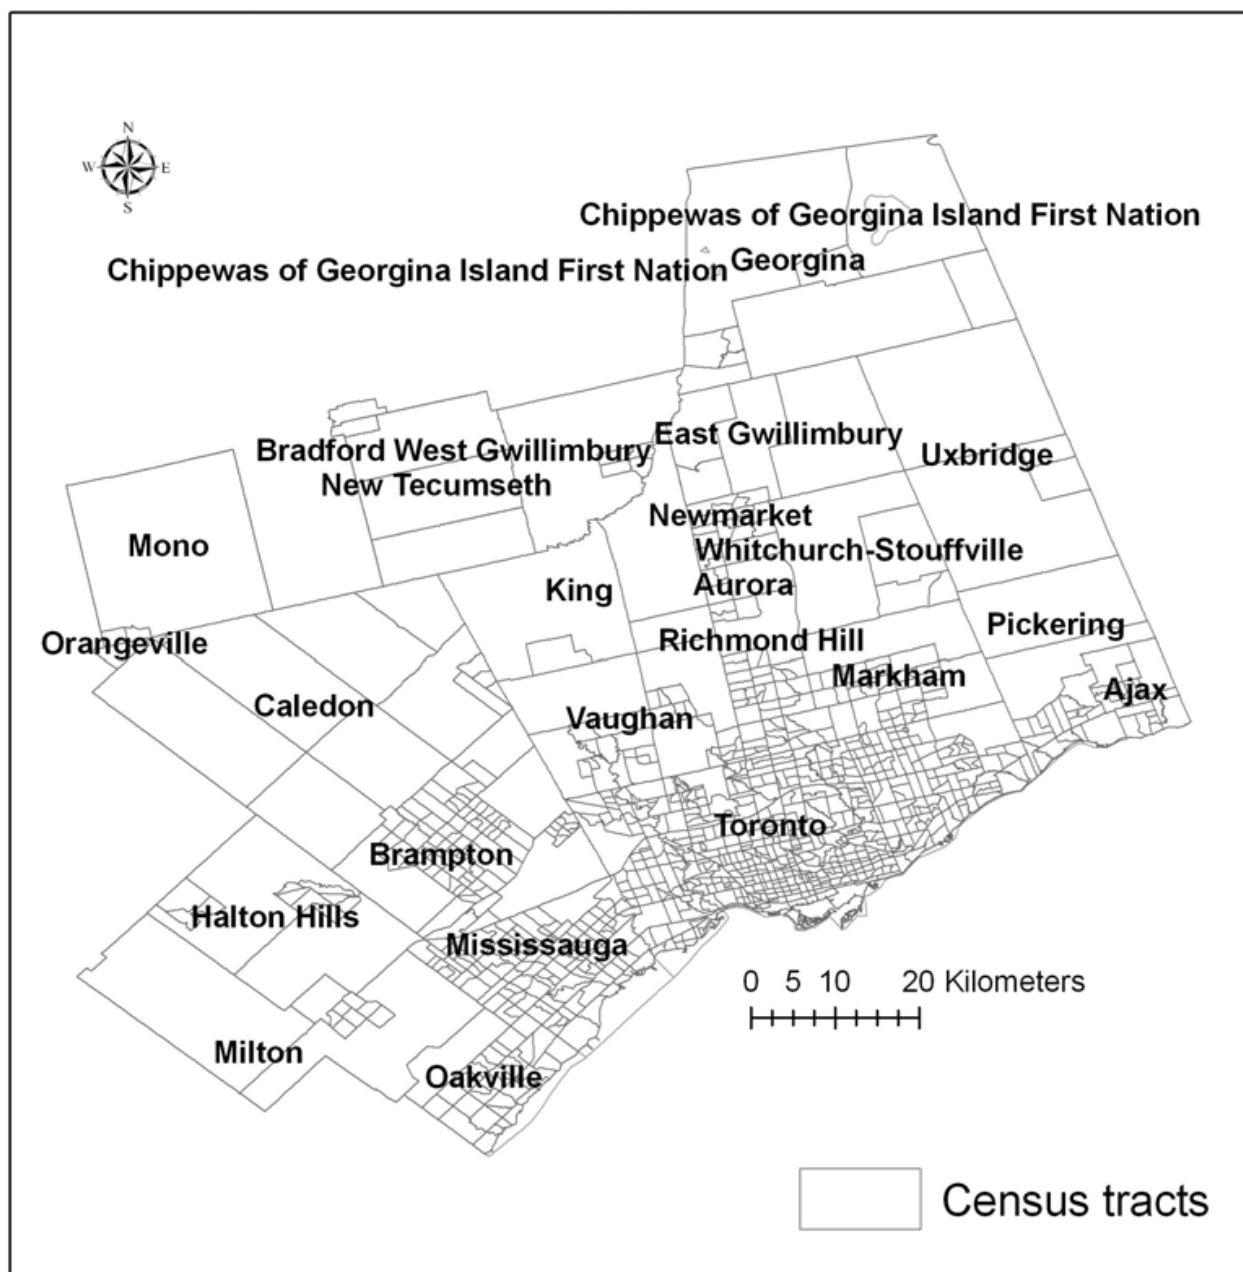 N
W E
S
Chippewas of Georgina Island First Nation
Georgina
Chippewas of Georgina Island First Nation
East Gwillimbury
Bradford West Gwillimbury
Uxbridge
New Tecumseth
Newmarket
Mono
Whitchurch-Stouffville
Aurora
King
Pickering
Richmond Hill
Orangeville
Markham
Ajax
Caledon
Vaughan
Toronto
Brampton
Halton Hills
Mississauga
0 5 10 20 Kilometers
Milton
Oakville
Census tracts